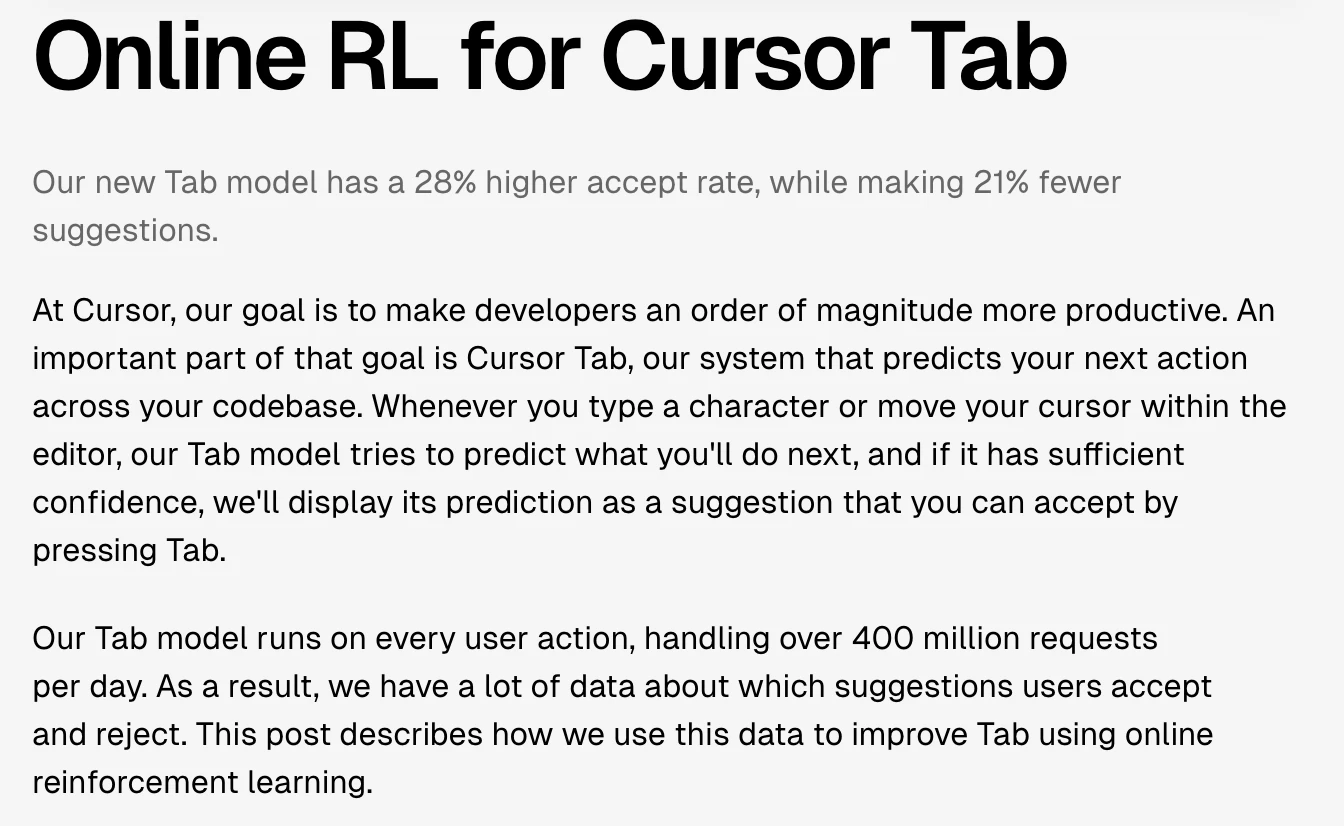 Online RL for Cursor Tab
Our new Tab model has a 28% higher accept rate, while making 21% fewer
suggestions.
At Cursor, our goal is to make developers an order of magnitude more productive. An
important part of that goal is Cursor Tab, our system that predicts your next action
across your codebase. Whenever you type a character or move your cursor within the
editor, our Tab model tries to predict what you'll do next, and if it has sufficient
confidence, we'll display its prediction as a suggestion that you can accept by
pressing Tab.
Our Tab model runs on every user action, handling over 400 million requests
per day. As a result, we have a lot of data about which suggestions users accept
and reject. This post describes how we use this data to improve Tab using online
reinforcement learning.